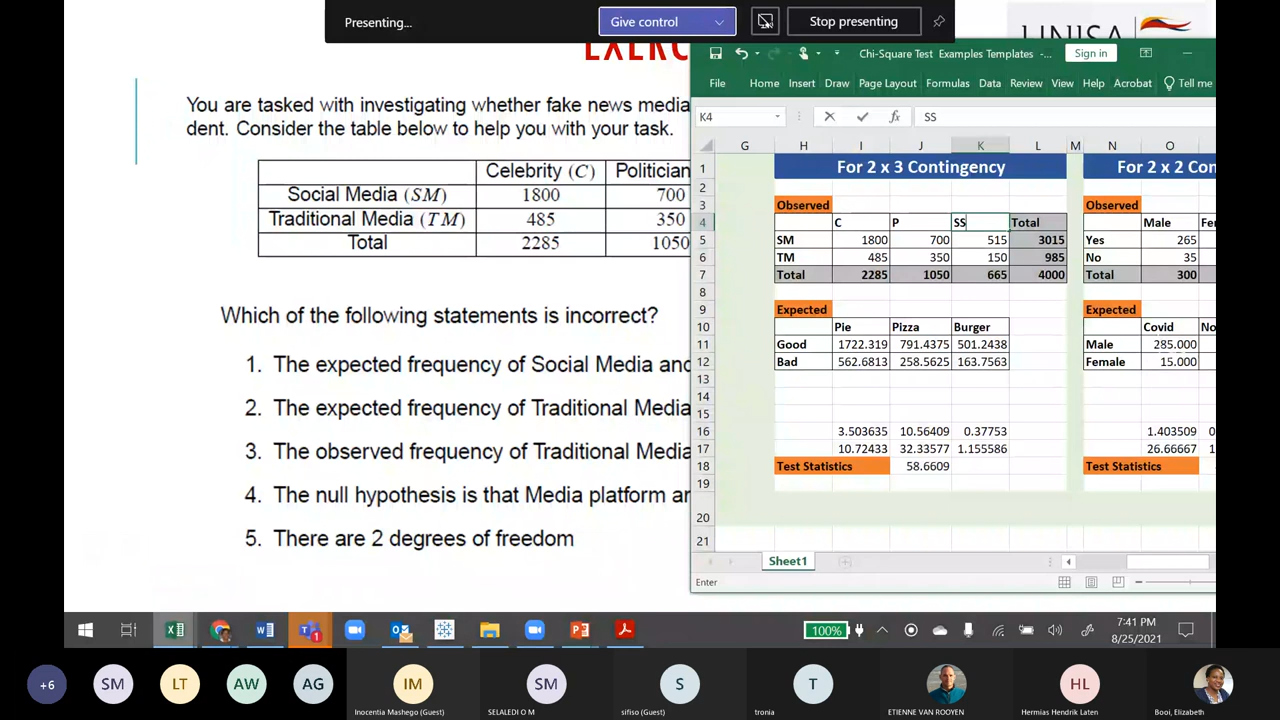 Presenting...
Give control
Stop presenting
UNISA
You are tasked with investigating whether fake news media
dent. Consider the table below to help you with your task.
Celebrity (C) Politician
Social Media (SM) 1800 700
Traditional Media (TM) 485 350
Total 2285 1050
Which of the following statements is incorrect?
1. The expected frequency of Social Media and
2. The expected frequency of Traditional Media
3. The observed frequency of Traditional Media
4. The null hypothesis is that Media platform
5. There are 2 degrees of freedom
Chi-Square Test Examples Templates -...
Sign in
File Home Insert Draw Page Layout Formulas Data Review View Help Acrobat Tell me
K4 fx SS
G H I J K L M N O
1 For 2 x 3 Contingency For 2 x 2 Con
2
3 Observed Observed
4 C P SS Total Male Fe
5 SM 1800 700 515 3015 Yes 265
6 TM 485 350 150 985 No 35
7 Total 2285 1050 665 4000 Total 300
8
9 Expected Expected
10 Pie Pizza Burger Covid No
11 Good 1722.319 791.4375 501.2438 Male 285.000
12 Bad 562.6813 258.5625 163.7563 Female 15.000
13
14
15
16 3.503635 10.56409 0.37753 1.403509
17 10.72433 32.33577 1.155586 26.66667
18 Test Statistics 58.6609 Test Statistics
19
20
21
Sheet1
Enter
100%
7:41 PM
8/25/2021
+6 SM LT AW AG IM SM S T HL
Inocentia Mashego (Guest) SELALEDI O M sifiso (Guest) tronia ETIENNE VAN ROOYEN Hermias Hendrik Laten Booi, Elizabeth